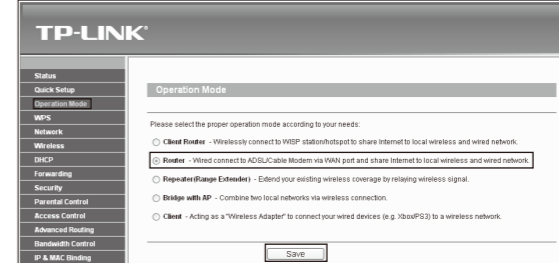 TP-LINK®
Status
Quick Setup
Operation Mode
WPS
Network
Wireless
DHCP
Forwarding
Security
Parental Control
Access Control
Advanced Routing
Bandwidth Control
IP & MAC Binding
Operation Mode
Please select the proper operation mode according to your needs:
Client Router - Wirelessly connect to WISP station/hotspot to share Internet to local wireless and wired network.
Router - Wired connect to ADSL/Cable Modem via WAN port and share Internet to local wireless and wired network.
Repeater(Range Extender) - Extend your existing wireless coverage by relaying wireless signal.
Bridge with AP - Combine two local networks via wireless connection.
Client - Acting as a "Wireless Adapter" to connect your wired devices (e.g. Xbox/PS3) to a wireless network.
Save